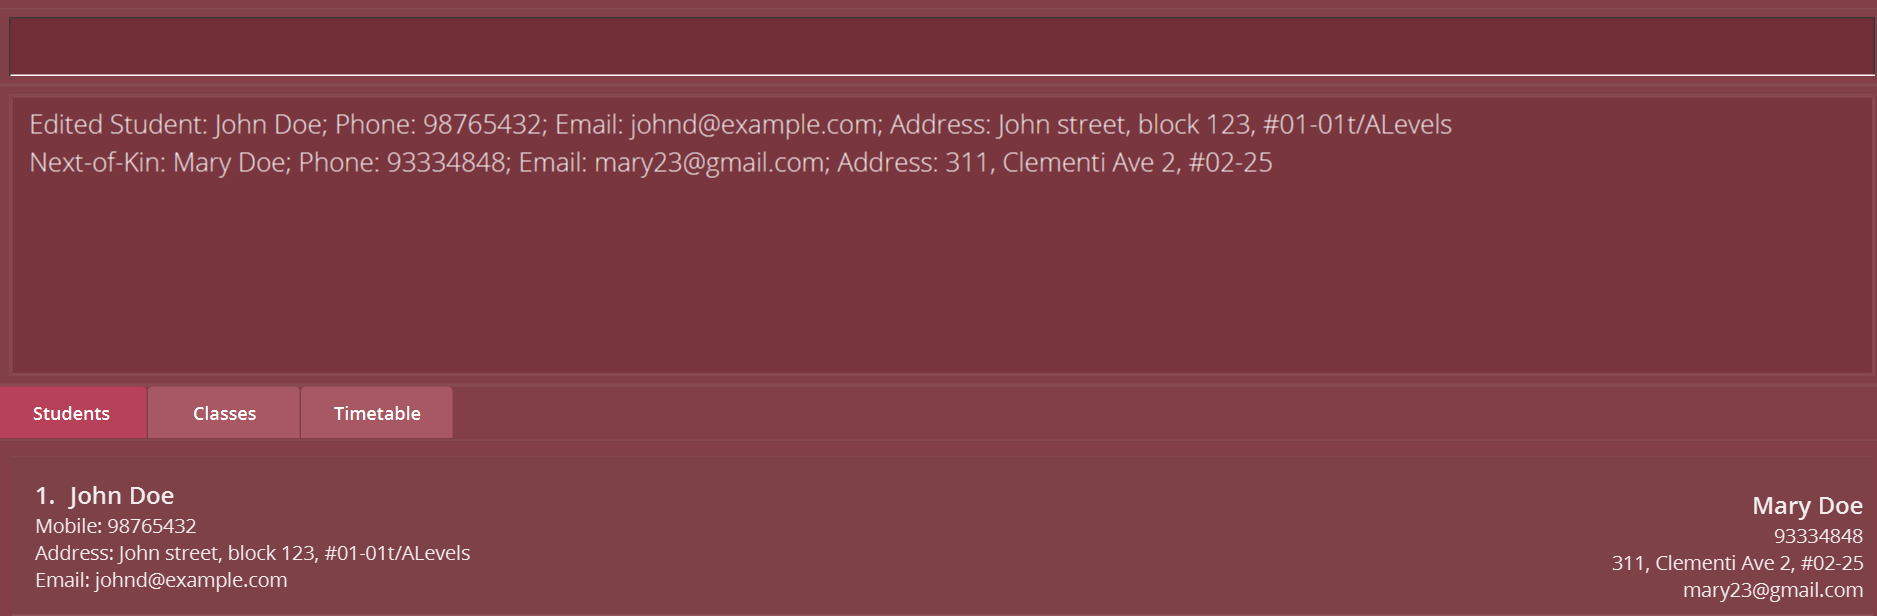 Edited Student: John Doe; Phone: 98765432; Email: johnd@example.com; Address: John street, block 123, #01-01t/ALevels
Next-of-Kin: Mary Doe; Phone: 93334848; Email: mary23@gmail.com; Address: 311, Clementi Ave 2, #02-25
Students Classes Timetable
1. John Doe
Mobile: 98765432
Address: John street, block 123, #01-01t/ALevels
Email: johnd@example.com
Mary Doe
93334848
311, Clementi Ave 2, #02-25
mary23@gmail.com